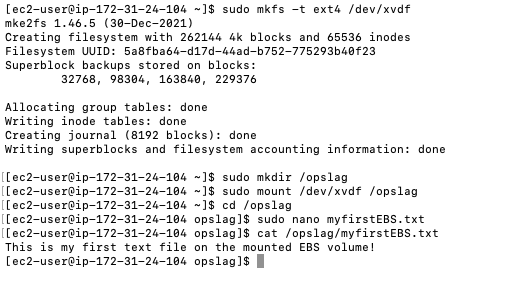 [ec2-user@ip-172-31-24-104 ~]$ sudo mkfs -t ext4 /dev/xvdf
mke2fs 1.46.5 (30-Dec-2021)
Creating filesystem with 262144 4k blocks and 65536 inodes
Filesystem UUID: 5a8fba64-d17d-44ad-b752-775293b40f23
Superblock backups stored on blocks:
        32768, 98304, 163840, 229376

Allocating group tables: done
Writing inode tables: done
Creating journal (8192 blocks): done
Writing superblocks and filesystem accounting information: done

[ec2-user@ip-172-31-24-104 ~]$ sudo mkdir /opslag
[ec2-user@ip-172-31-24-104 ~]$ sudo mount /dev/xvdf /opslag
[ec2-user@ip-172-31-24-104 ~]$ cd /opslag
[ec2-user@ip-172-31-24-104 opslag]$ sudo nano myfirstEBS.txt
[ec2-user@ip-172-31-24-104 opslag]$ cat /opslag/myfirstEBS.txt
This is my first text file on the mounted EBS volume!
[ec2-user@ip-172-31-24-104 opslag]$